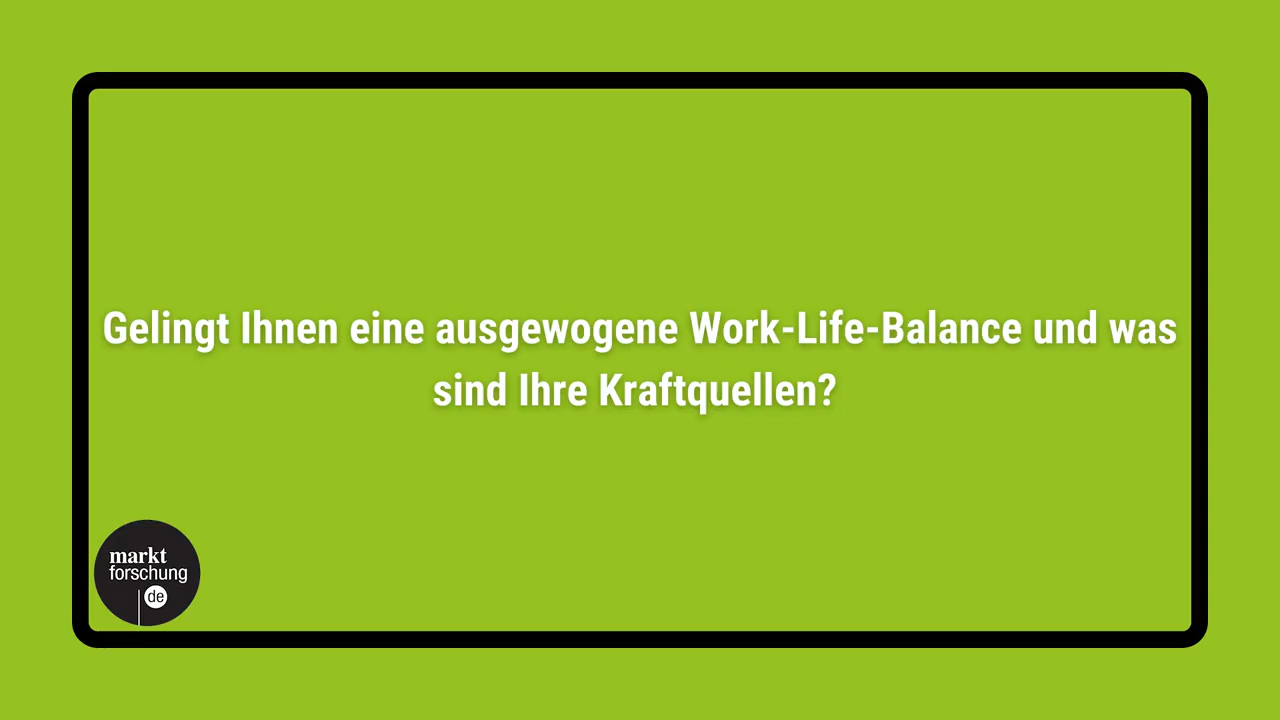 Gelingt Ihnen eine ausgewogene Work-Life-Balance und was
sind Ihre Kraftquellen?
markt
forschung
de